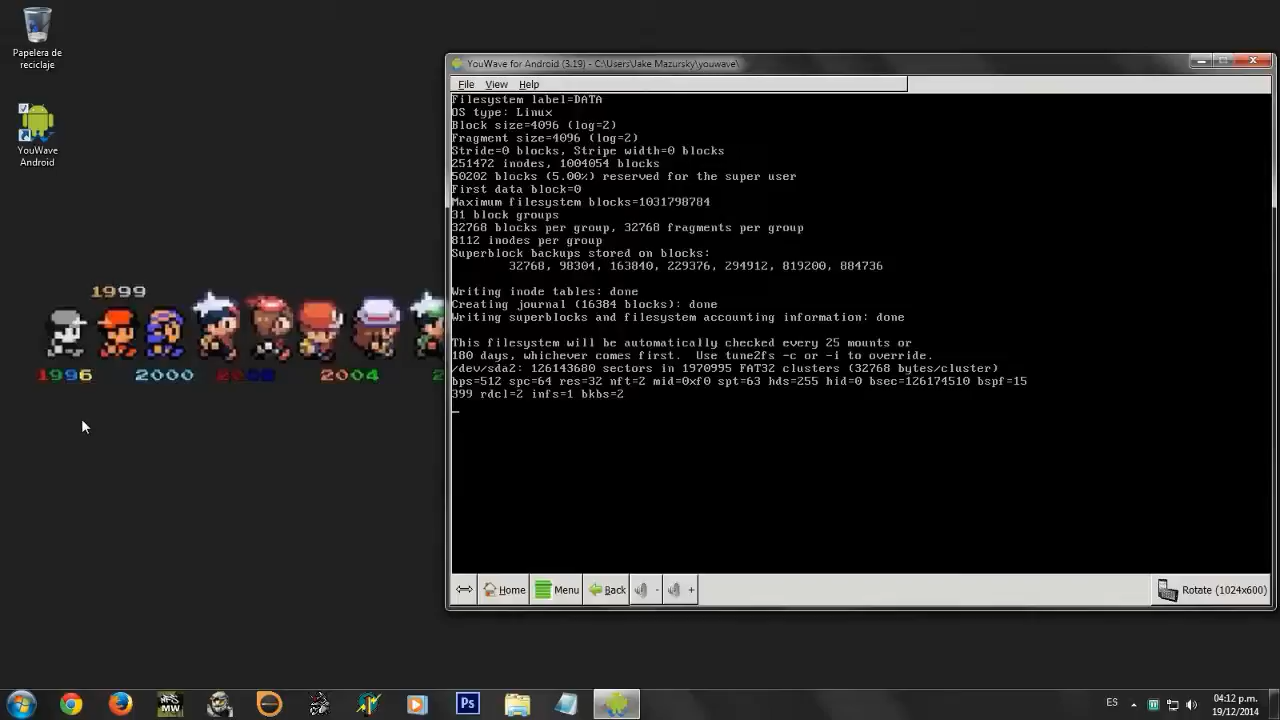 Papelera de
reciclaje
YouWave
Android
1999
1996
2000
2004
YouWave for Android (3.19) - C:\Users\Jake Mazursky\youwave\
File View Help
Filesystem label=DATA
OS type: Linux
Block size=4096 (log=2)
Fragment size=4096 (log=2)
Stride=0 blocks, Stripe width=0 blocks
251472 inodes, 1004054 blocks
50202 blocks (5.00%) reserved for the super user
First data block=0
Maximum filesystem blocks=1031798784
31 block groups
32768 blocks per group, 32768 fragments per group
8112 inodes per group
Superblock backups stored on blocks:
32768, 98304, 163840, 229376, 294912, 819200, 884736
Writing inode tables: done
Creating journal (16384 blocks): done
Writing superblocks and filesystem accounting information: done
This filesystem will be automatically checked every 25 mounts or
180 days, whichever comes first.  Use tune2fs -c or -i to override.
/dev/sda2: 126143680 sectors in 1970995 FAT32 clusters (32768 bytes/cluster)
bps=512 spc=64 res=32 nft=2 mid=0xf0 spt=63 hds=255 hid=0 bsec=126174510 bspf=15
399 rdcl=2 infs=1 bkbs=2
_
Home Menu Back - + Rotate (1024x600)
NFS
MW
Ps
ES
04:12 p.m.
19/12/2014